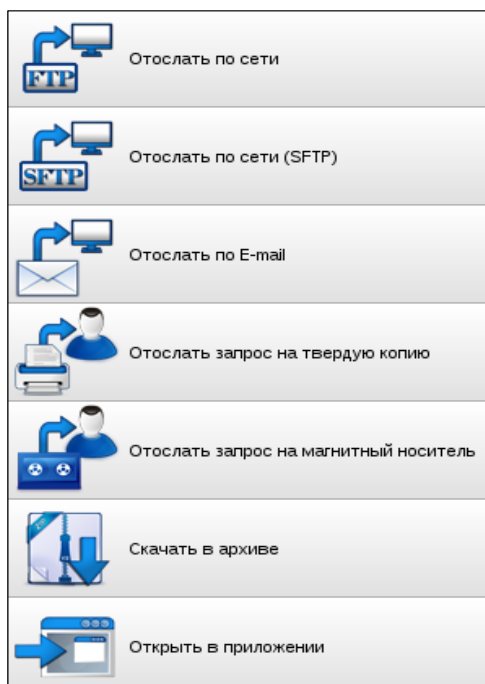 FTP
Отослать по сети
SFTP
Отослать по сети (SFTP)
Отослать по E-mail
Отослать запрос на твердую копию
Отослать запрос на магнитный носитель
ZIP
Скачать в архиве
Открыть в приложении